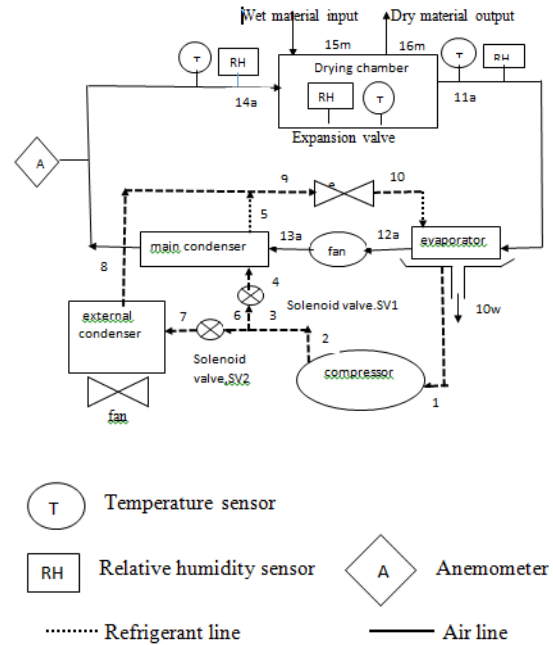 Wet material input
Dry material output
15m
16m
T
RH
Drying chamber
T
RH
14a
RH
T
11a
Expansion valve
A
9
e
10
5
main condenser
13a
fan
12a
evaporator
8
4
10w
external condenser
7
6
3
Solenoid valve.SV1
2
Solenoid valve,SV2
compressor
1
fan
T
Temperature sensor
RH
Relative humidity sensor
A
Anemometer
Refrigerant line
Air line